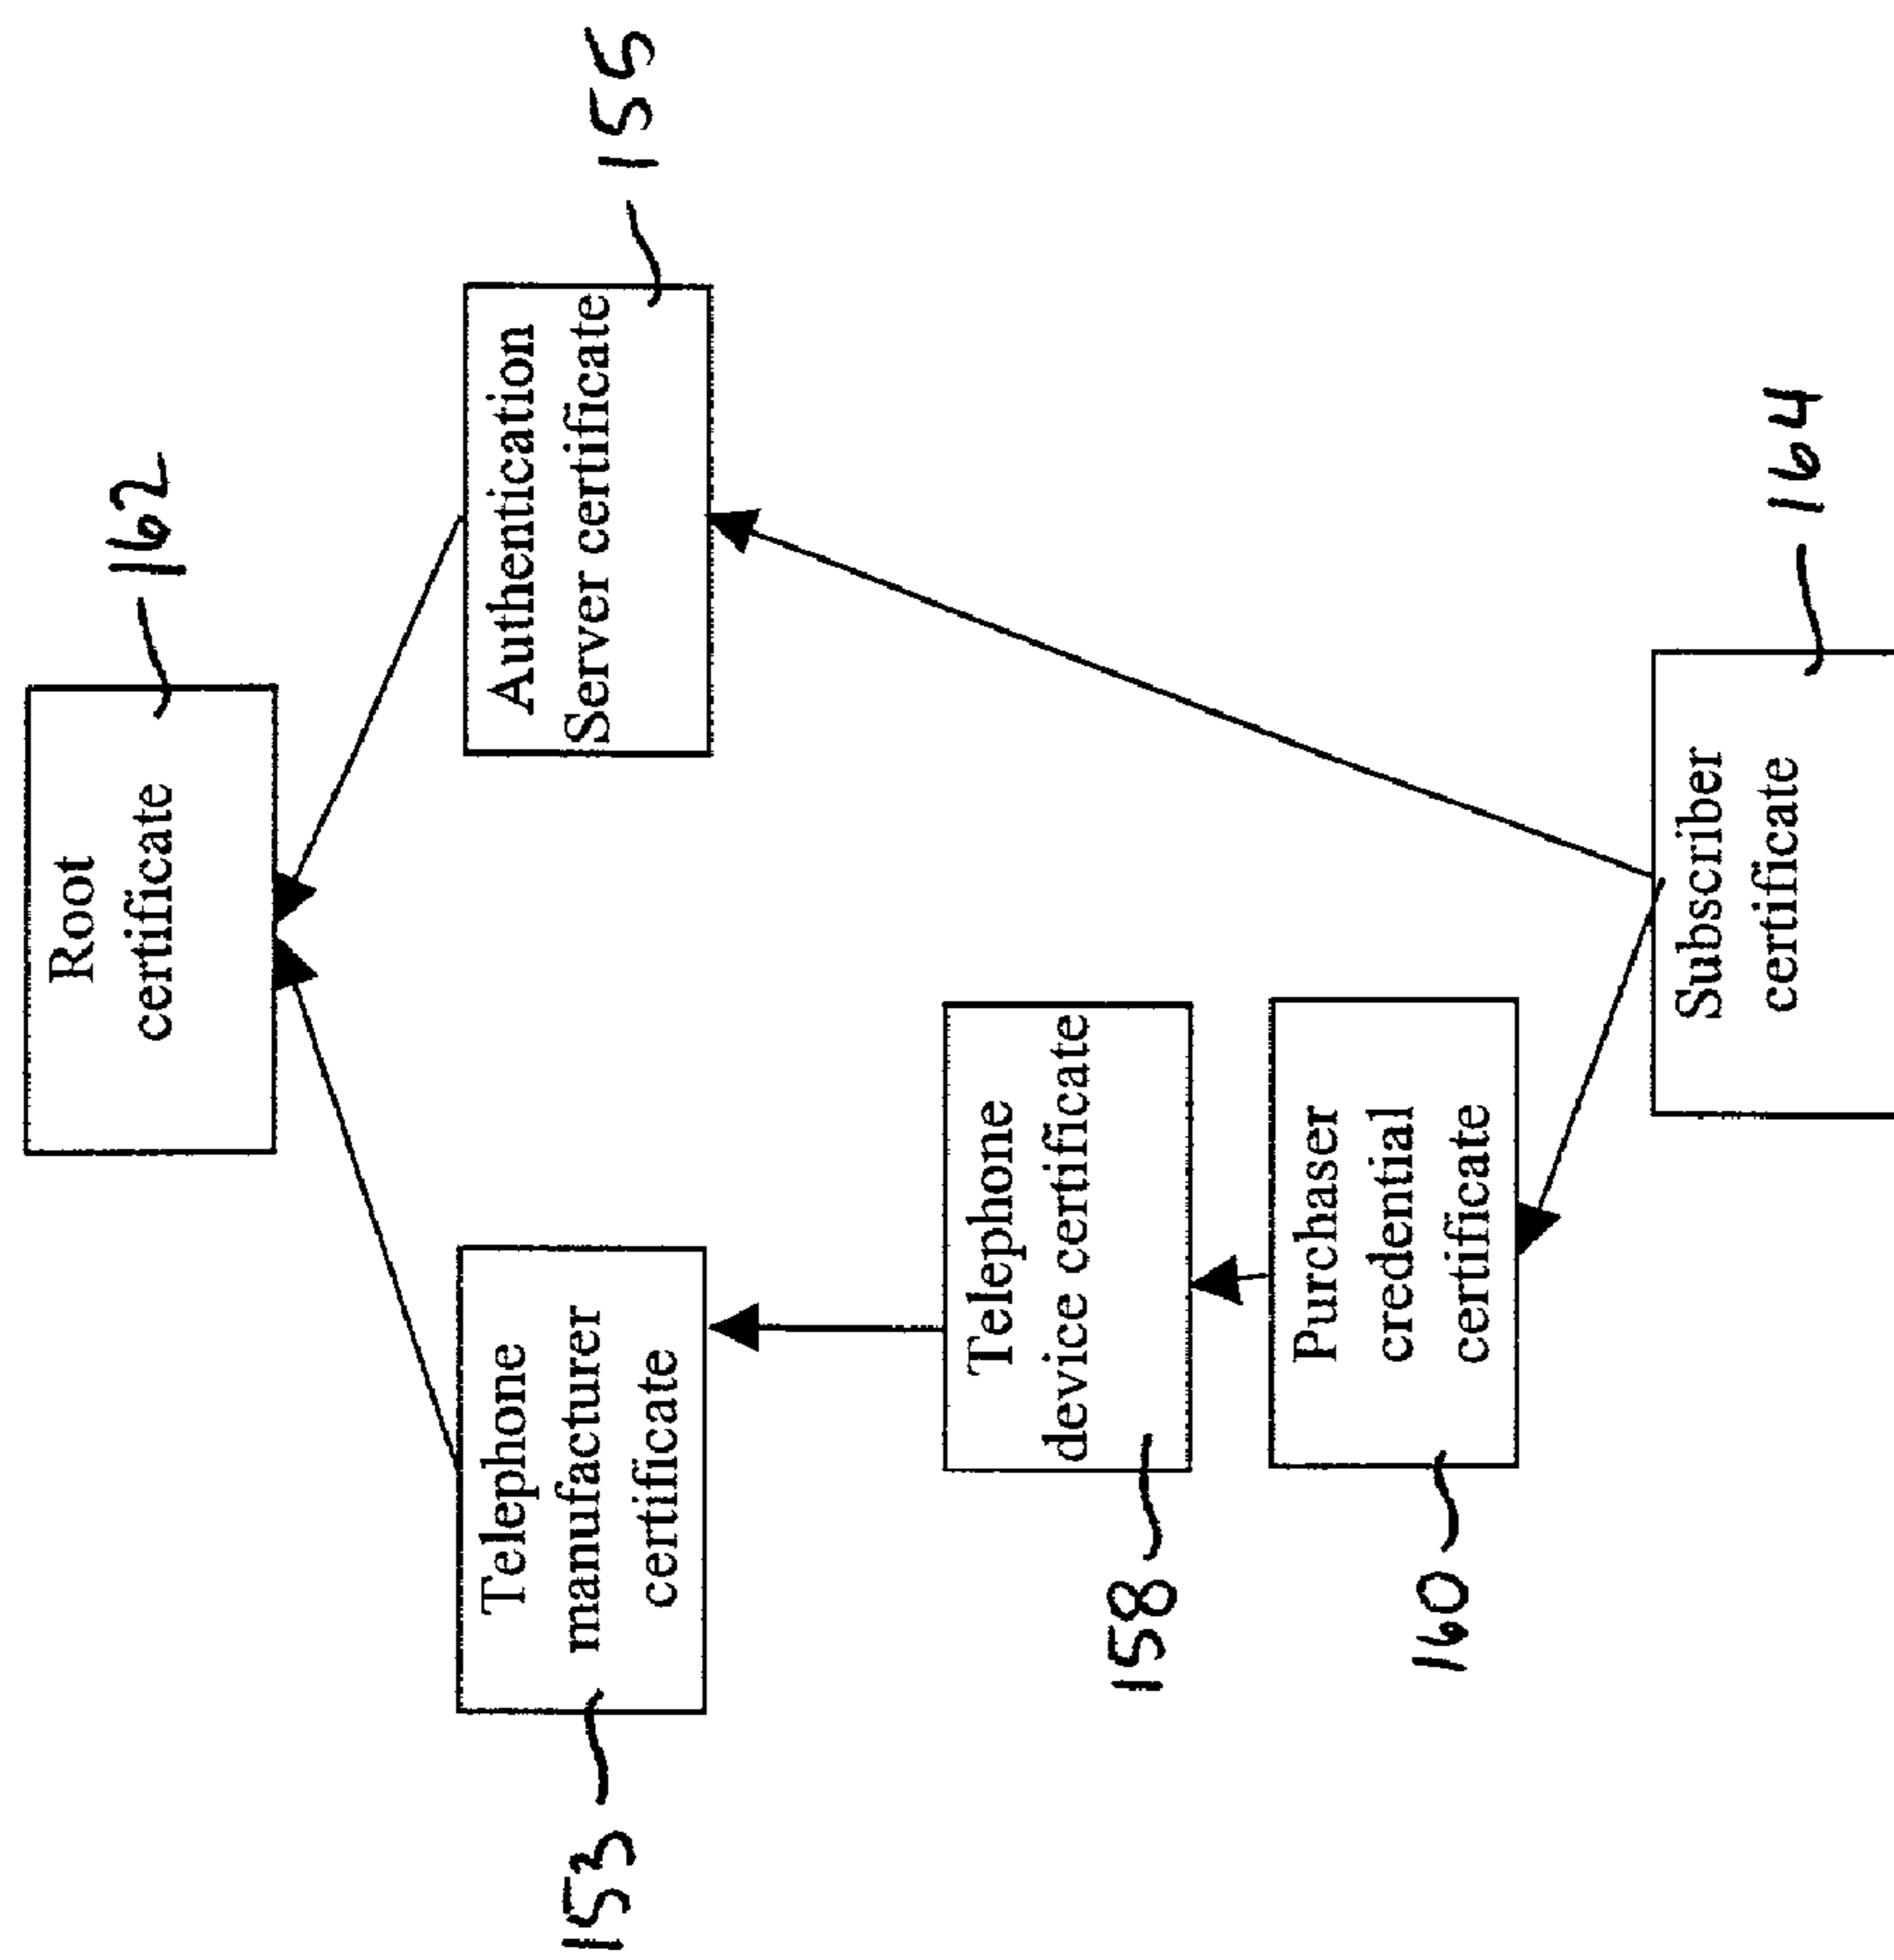 162
Root
certificate
153
Telephone
manufacturer
certificate
Authentication
Server certificate
155
158
Telephone
device certificate
160
Purchaser
credential
certificate
Subscriber
certificate
164